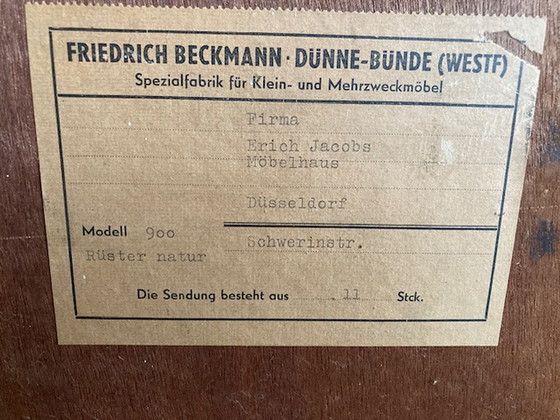 FRIEDRICH BECKMANN · DÜNNE-BÜNDE (WESTF)
Spezialfabrik für Klein- und Mehrzweckmöbel
Firma
Erich Jacobs
Möbelhaus
Düsseldorf
Modell 900
Schwerinstr.
Rüster natur
Die Sendung besteht aus 11 Stck.